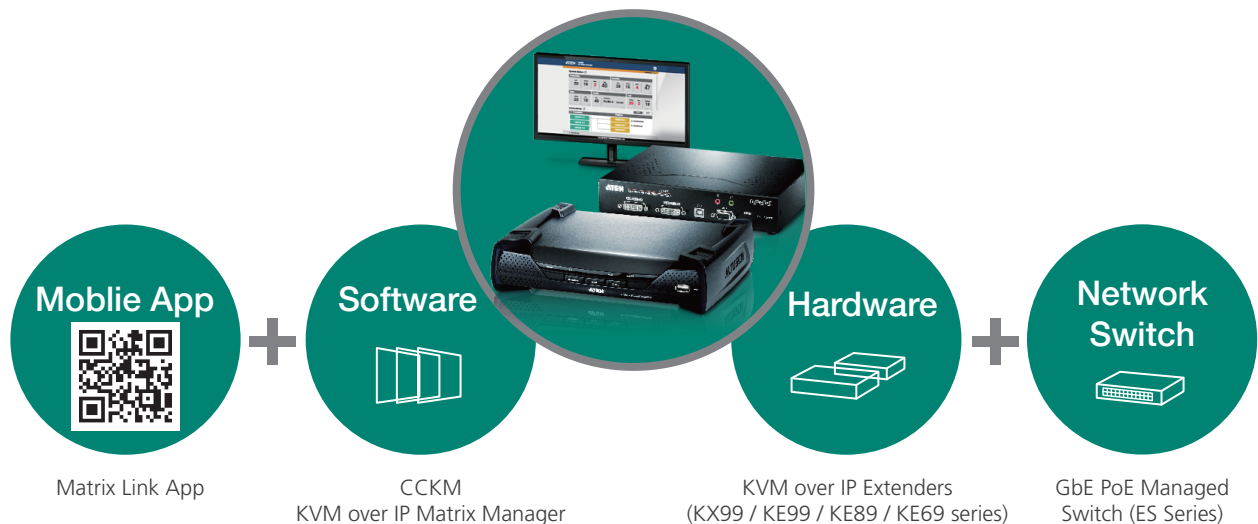 ATEN
Moblie App
Software
Hardware
Network
Switch
Matrix Link App
CCKM
KVM over IP Matrix Manager
KVM over IP Extenders
(KX99 / KE99 / KE89 / KE69 series)
GbE PoE Managed
Switch (ES Series)